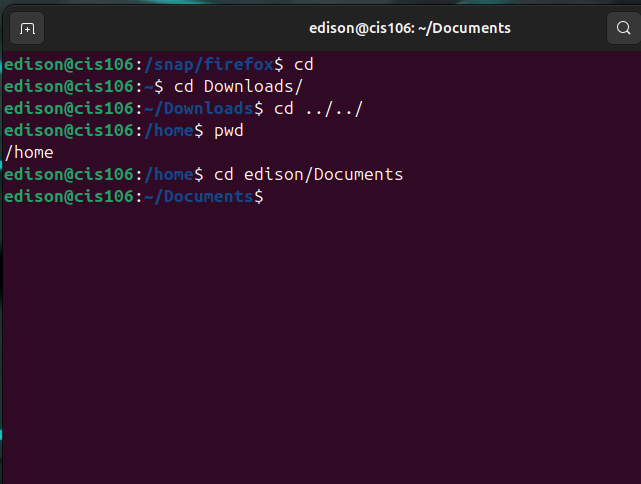 edison@cis106: ~/Documents
edison@cis106:/snap/firefox$ cd
edison@cis106:~$ cd Downloads/
edison@cis106:~/Downloads$ cd ../../
edison@cis106:/home$ pwd
/home
edison@cis106:/home$ cd edison/Documents
edison@cis106:~/Documents$